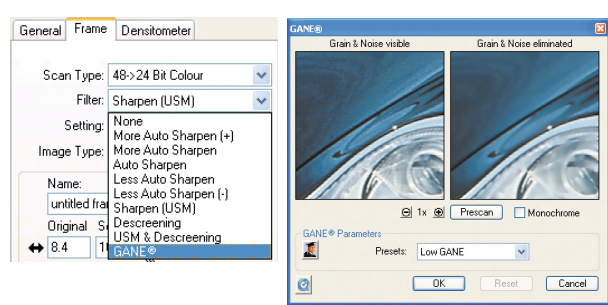 General Frame Densitometer
Scan Type: 48->24 Bit Colour
Filter: Sharpen (USM)
Setting:
Image Type:
None
More Auto Sharpen (+)
More Auto Sharpen
Auto Sharpen
Less Auto Sharpen
Less Auto Sharpen (-)
Sharpen (USM)
Descreening
USM & Descreening
GANE®
Name:
untitled fra
Original
8.4
GANE®
Grain & Noise visible Grain & Noise eliminated
1x Prescan Monochrome
GANE® Parameters
Presets: Low GANE
OK Reset Cancel